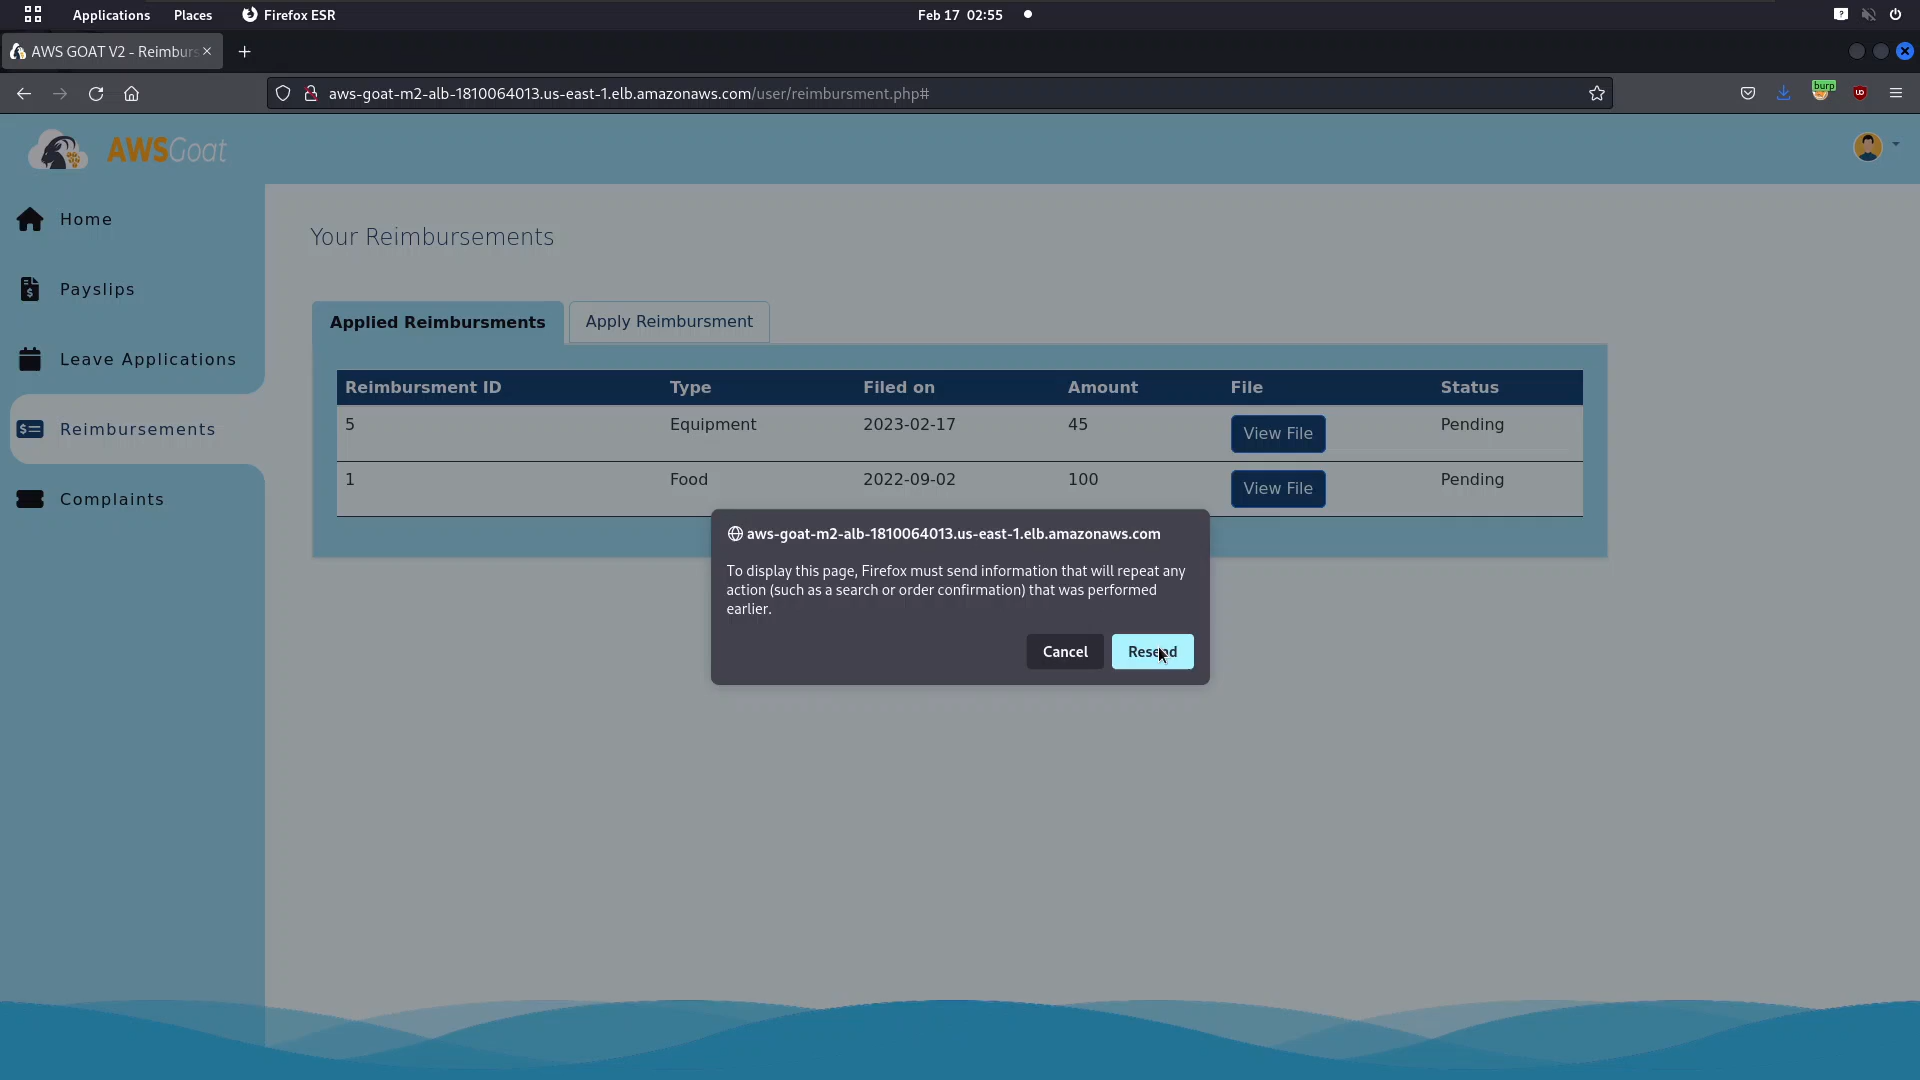 Applications Places Firefox ESR Feb 17 02:55
AWS GOAT V2 - Reimburs
aws-goat-m2-alb-1810064013.us-east-1.elb.amazonaws.com/user/reimbursment.php#
burp
AWSGoat
Home
Payslips
Leave Applications
Reimbursements
Complaints
Your Reimbursements
Applied Reimbursments Apply Reimbursment
Reimbursment ID Type Filed on Amount File Status
5 Equipment 2023-02-17 45 View File Pending
1 Food 2022-09-02 100 View File Pending
aws-goat-m2-alb-1810064013.us-east-1.elb.amazonaws.com
To display this page, Firefox must send information that will repeat any
action (such as a search or order confirmation) that was performed
earlier.
Cancel Resend